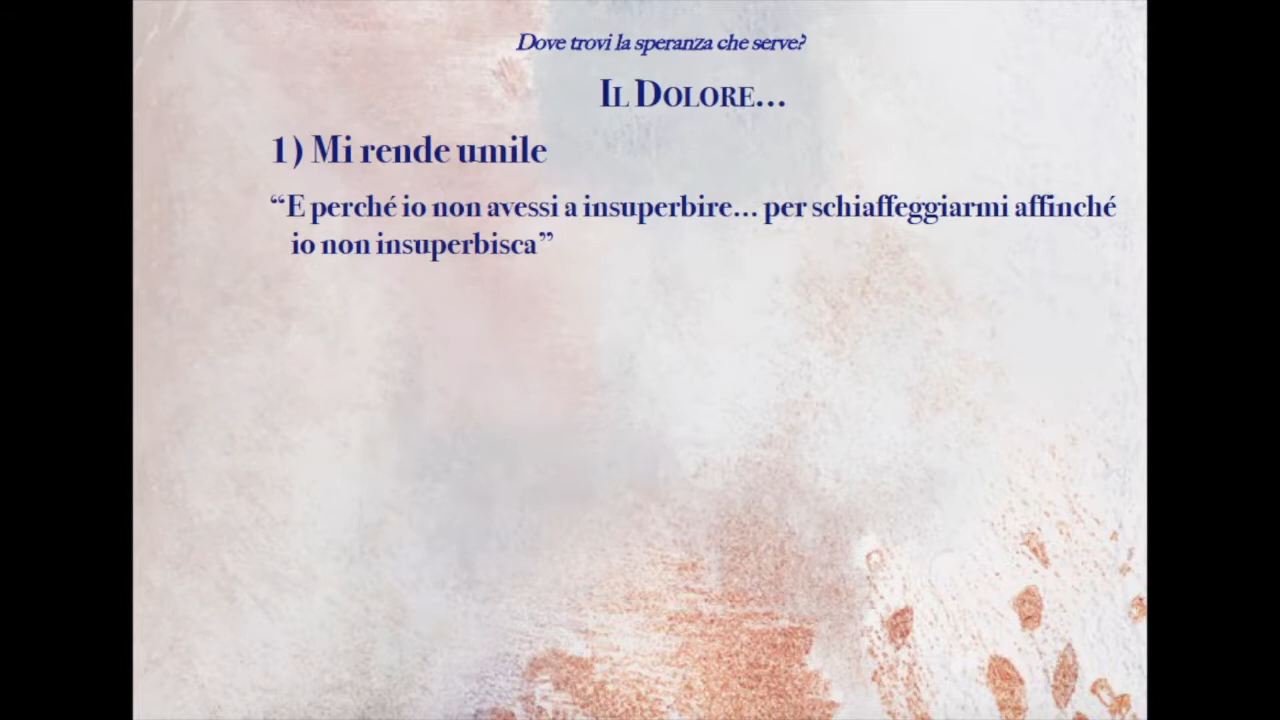 Dove trovi la speranza che serve?
Il Dolore...
1) Mi rende umile
“E perché io non avessi a insuperbire... per schiaffeggiarmi affinché
io non insuperbisca”